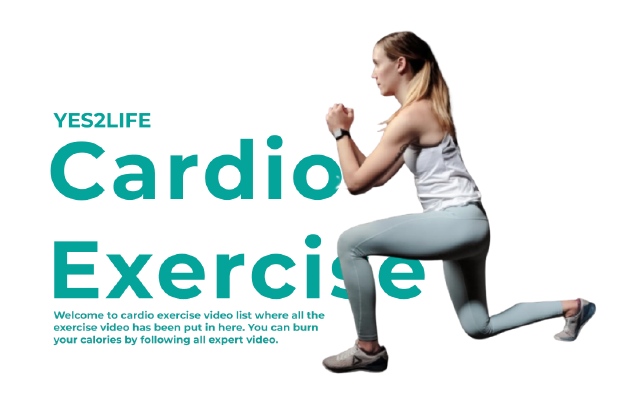 YES2LIFE
Cardio
Exercise
Welcome to cardio exercise video list where all the
exercise video has been put in here. You can burn
your calories by following all expert video.